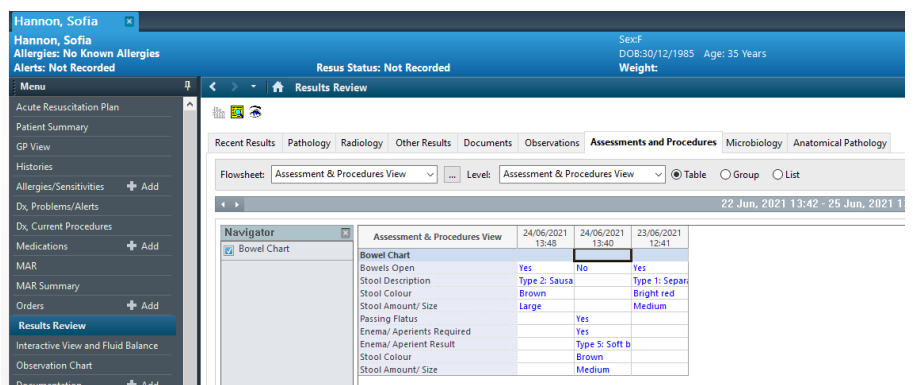 Hannon, Sofia
Hannon, Sofia
Allergies: No Known Allergies
Alerts: Not Recorded
Resus Status: Not Recorded
Sex:F
DOB:30/12/1985 Age: 35 Years
Weight:
Menu
Results Review
Acute Resuscitation Plan
Patient Summary
GP View
Histories
Allergies/Sensitivities Add
Dx, Problems/Alerts
Dx, Current Procedures
Medications Add
MAR
MAR Summary
Orders Add
Results Review
Interactive View and Fluid Balance
Observation Chart
Documentation Add
Recent Results Pathology Radiology Other Results Documents Observations Assessments and Procedures Microbiology Anatomical Pathology
Flowsheet: Assessment & Procedures View ... Level: Assessment & Procedures View Table Group List
22 Jun, 2021 13:42 - 25 Jun, 2021
Navigator
Bowel Chart
Assessment & Procedures View 24/06/2021 13:48 24/06/2021 13:40 23/06/2021 12:41
Bowel Chart
Bowels Open Yes No Yes
Stool Description Type 2: Sausa Type 1: Separ
Stool Colour Brown Bright red
Stool Amount/ Size Large Medium
Passing Flatus Yes
Enema/ Aperients Required Yes
Enema/ Aperient Result Type 5: Soft b
Stool Colour Brown
Stool Amount/ Size Medium